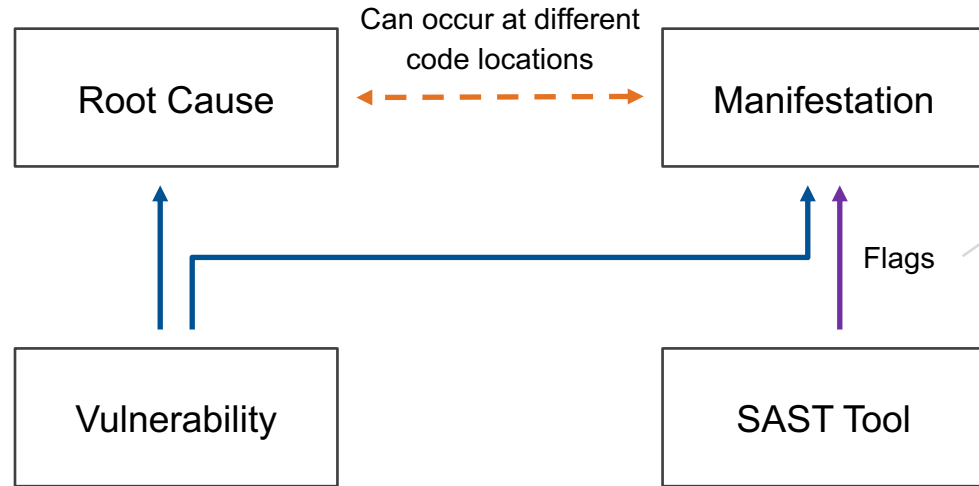 Can occur at different
code locations
Root Cause
Manifestation
Flags
Vulnerability
SAST Tool